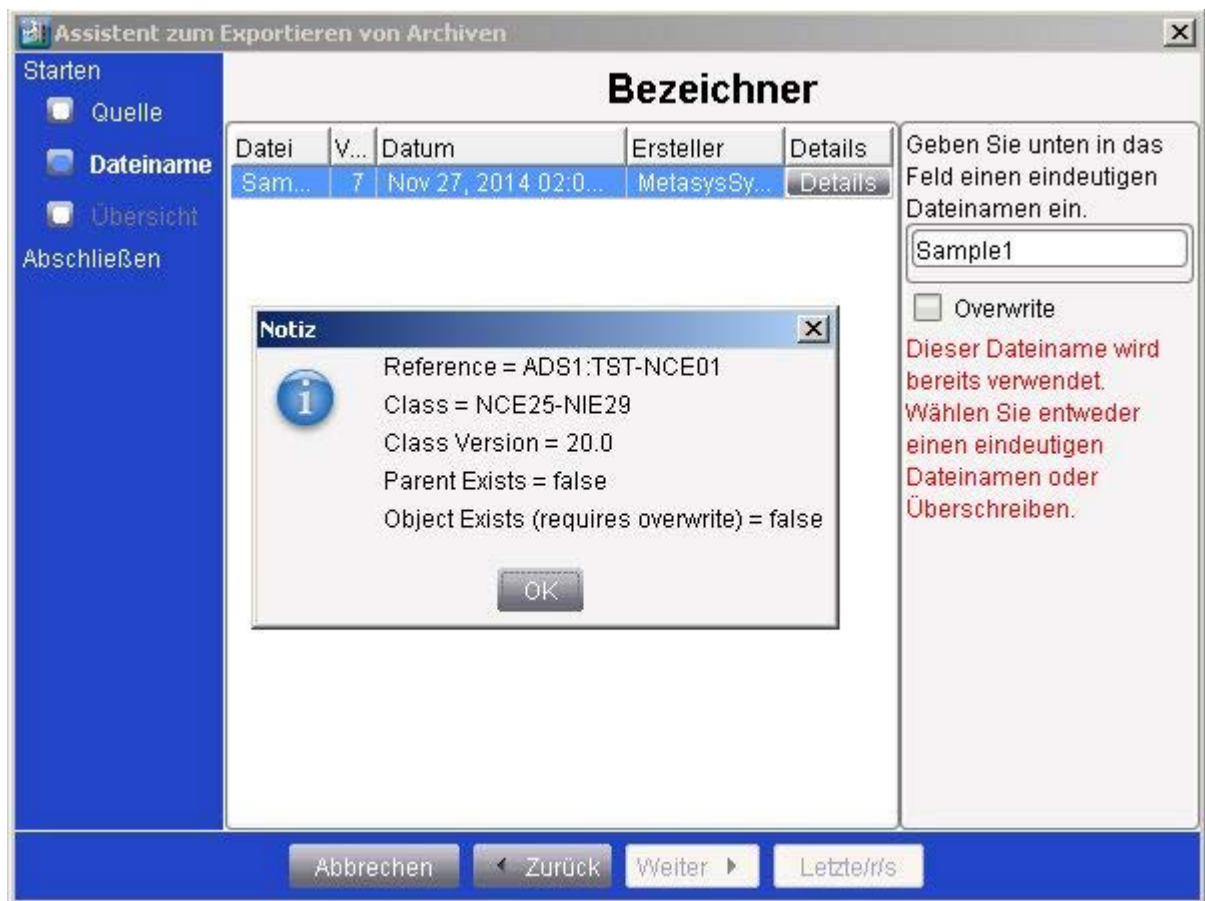 Assistent zum Exportieren von Archiven
Starten
Quelle
Dateiname
Übersicht
Abschließen
Bezeichner
Datei V... Datum Ersteller Details
Sam... 7 Nov 27, 2014 02:0... MetasysSy... Details
Geben Sie unten in das
Feld einen eindeutigen
Dateinamen ein.
Sample1
Overwrite
Dieser Dateiname wird
bereits verwendet.
Wählen Sie entweder
einen eindeutigen
Dateinamen oder
Überschreiben.
Notiz
Reference = ADS1:TST-NCE01
Class = NCE25-NIE29
Class Version = 20.0
Parent Exists = false
Object Exists (requires overwrite) = false
OK
Abbrechen Zurück Weiter Letzte/r/s